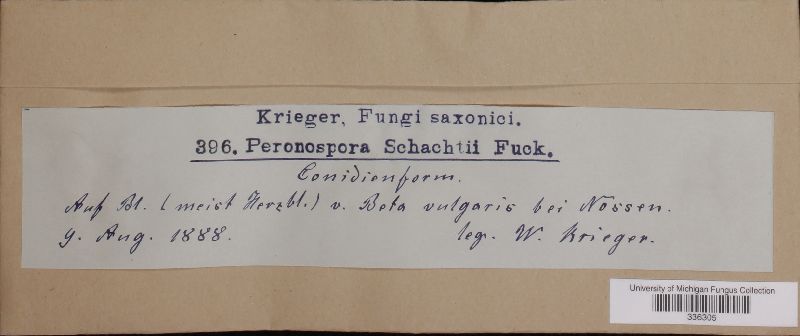 Krieger, Fungi saxonici.
396. Peronospora Schachtii Fuck.
Conidienform.
Auf Bl. (meist Herzbl.) v. Beta vulgaris bei Nossen.
9. Aug. 1888. leg. W. Krieger.
University of Michigan Fungus Collection
336305